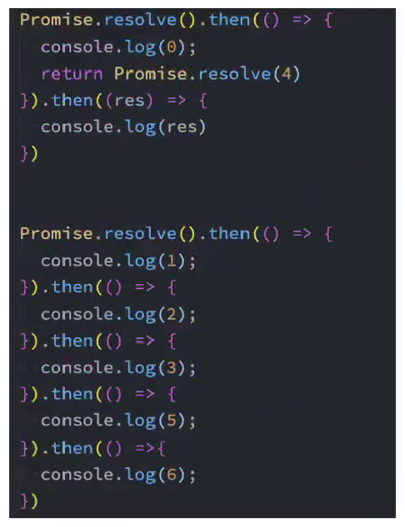 Promise.resolve().then(() => {
  console.log(0);
  return Promise.resolve(4)
}).then((res) => {
  console.log(res)
})
Promise.resolve().then(() => {
  console.log(1);
}).then(() => {
  console.log(2);
}).then(() => {
  console.log(3);
}).then(() => {
  console.log(5);
}).then(() =>{
  console.log(6);
})